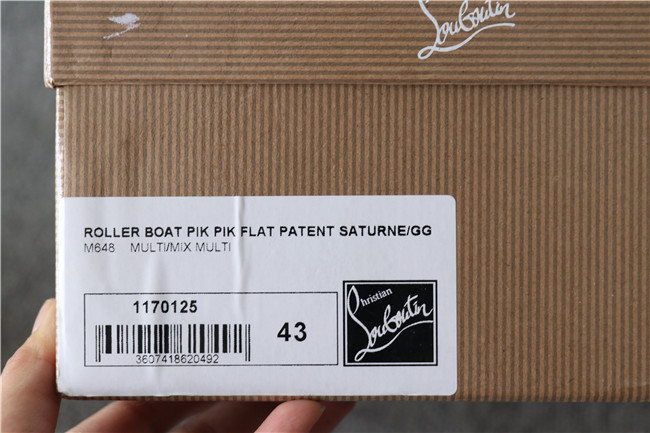 Louboutin
ROLLER BOAT PIK PIK FLAT PATENT SATURNE/GG
M648 MULTI/MIX MULTI
1170125
43
3607418620492
Christian
Louboutin